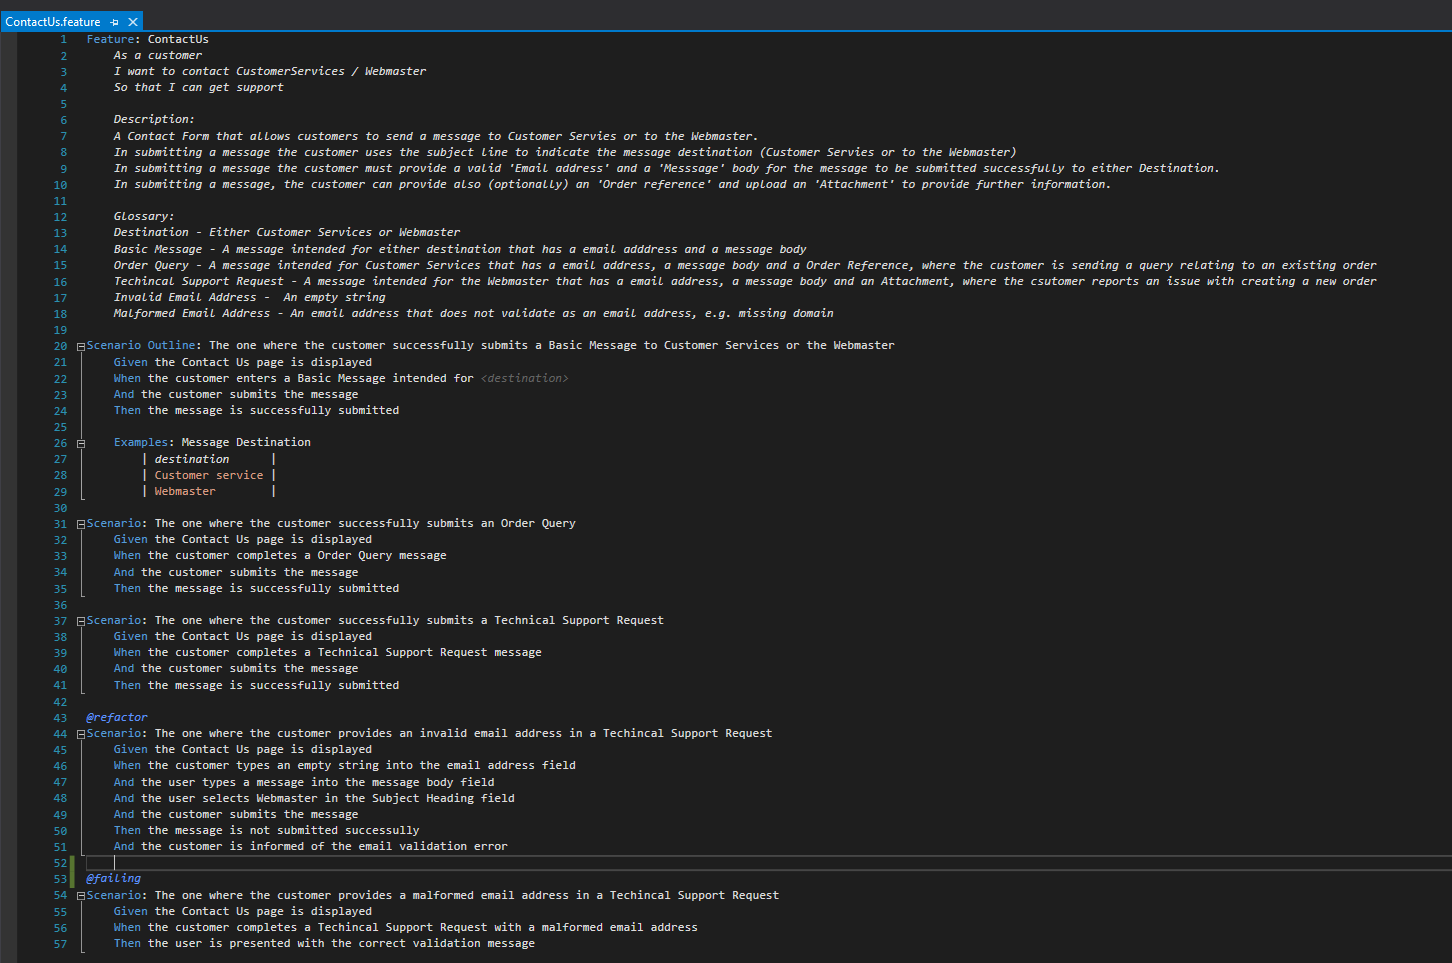 ContactUs.feature
1 Feature: ContactUs
2 As a customer
3 I want to contact CustomerServices / Webmaster
4 So that I can get support
5
6 Description:
7 A Contact Form that allows customers to send a message to Customer Servies or to the Webmaster.
8 In submitting a message the customer uses the subject line to indicate the message destination (Customer Servies or to the Webmaster)
9 In submitting a message the customer must provide a valid 'Email address' and a 'Messsage' body for the message to be submitted successfully to either Destination.
10 In submitting a message, the customer can provide also (optionally) an 'Order reference' and upload an 'Attachment' to provide further information.
11
12 Glossary:
13 Destination - Either Customer Services or Webmaster
14 Basic Message - A message intended for either destination that has a email adddress and a message body
15 Order Query - A message intended for Customer Services that has a email address, a message body and a Order Reference, where the customer is sending a query relating to an existing order
16 Techincal Support Request - A message intended for the Webmaster that has a email address, a message body and an Attachment, where the csutomer reports an issue with creating a new order
17 Invalid Email Address -  An empty string
18 Malformed Email Address - An email address that does not validate as an email address, e.g. missing domain
19
20 Scenario Outline: The one where the customer successfully submits a Basic Message to Customer Services or the Webmaster
21 Given the Contact Us page is displayed
22 When the customer enters a Basic Message intended for <destination>
23 And the customer submits the message
24 Then the message is successfully submitted
25
26 Examples: Message Destination
27 | destination |
28 | Customer service |
29 | Webmaster |
30
31 Scenario: The one where the customer successfully submits an Order Query
32 Given the Contact Us page is displayed
33 When the customer completes a Order Query message
34 And the customer submits the message
35 Then the message is successfully submitted
36
37 Scenario: The one where the customer successfully submits a Technical Support Request
38 Given the Contact Us page is displayed
39 When the customer completes a Technical Support Request message
40 And the customer submits the message
41 Then the message is successfully submitted
42
43 @refactor
44 Scenario: The one where the customer provides an invalid email address in a Techincal Support Request
45 Given the Contact Us page is displayed
46 When the customer types an empty string into the email address field
47 And the user types a message into the message body field
48 And the user selects Webmaster in the Subject Heading field
49 And the customer submits the message
50 Then the message is not submitted successully
51 And the customer is informed of the email validation error
52
53 @failing
54 Scenario: The one where the customer provides a malformed email address in a Techincal Support Request
55 Given the Contact Us page is displayed
56 When the customer completes a Techincal Support Request with a malformed email address
57 Then the user is presented with the correct validation message